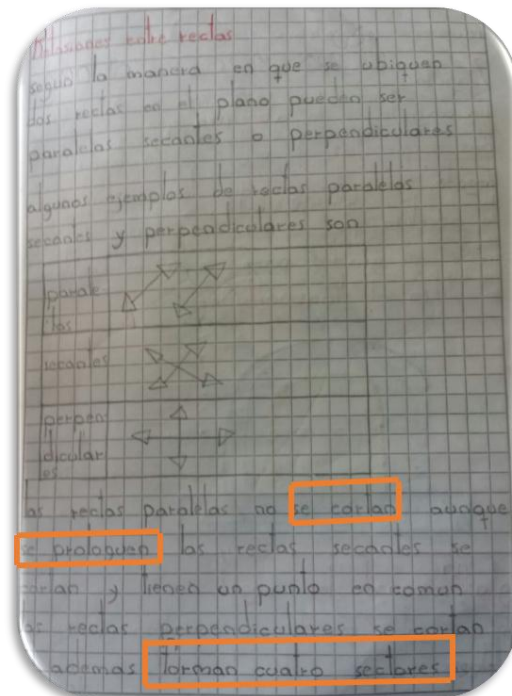 Relasiones entre rectas
según la manera en que se ubiquen
dos rectas en el plano pueden ser
paralelas secantes o perpendiculares
algunos ejemplos de rectas paralelas
secantes y perpendiculares son
parale
las
secantes
perpen
dicular
es
las rectas paralelas no se cortan aunque
se prologuen las rectas secantes se
cortan y tienen un punto en comun
las rectas perpendiculares se cortan
ademas forman cuatro sectores